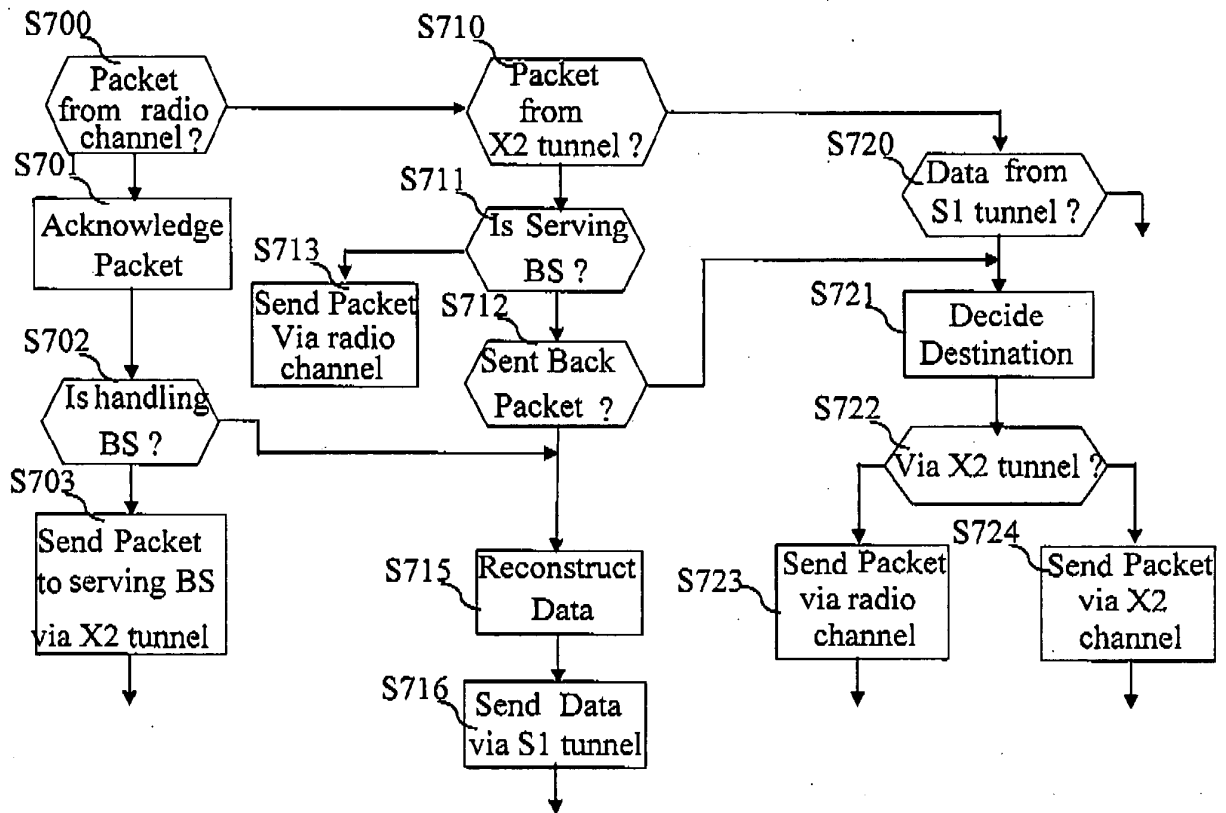 S700
Packet
from radio
channel ?
S710
Packet
from
X2 tunnel ?
S720
Data from
S1 tunnel ?
S701
Acknowledge
Packet
S711
Is Serving
BS ?
S713
Send Packet
Via radio
channel
S712
Sent Back
Packet ?
S721
Decide
Destination
S702
Is handling
BS ?
S722
Via X2 tunnel ?
S703
Send Packet
to serving BS
via X2 tunnel
S715
Reconstruct
Data
S723
Send Packet
via radio
channel
S724
Send Packet
via X2
channel
S716
Send Data
via S1 tunnel